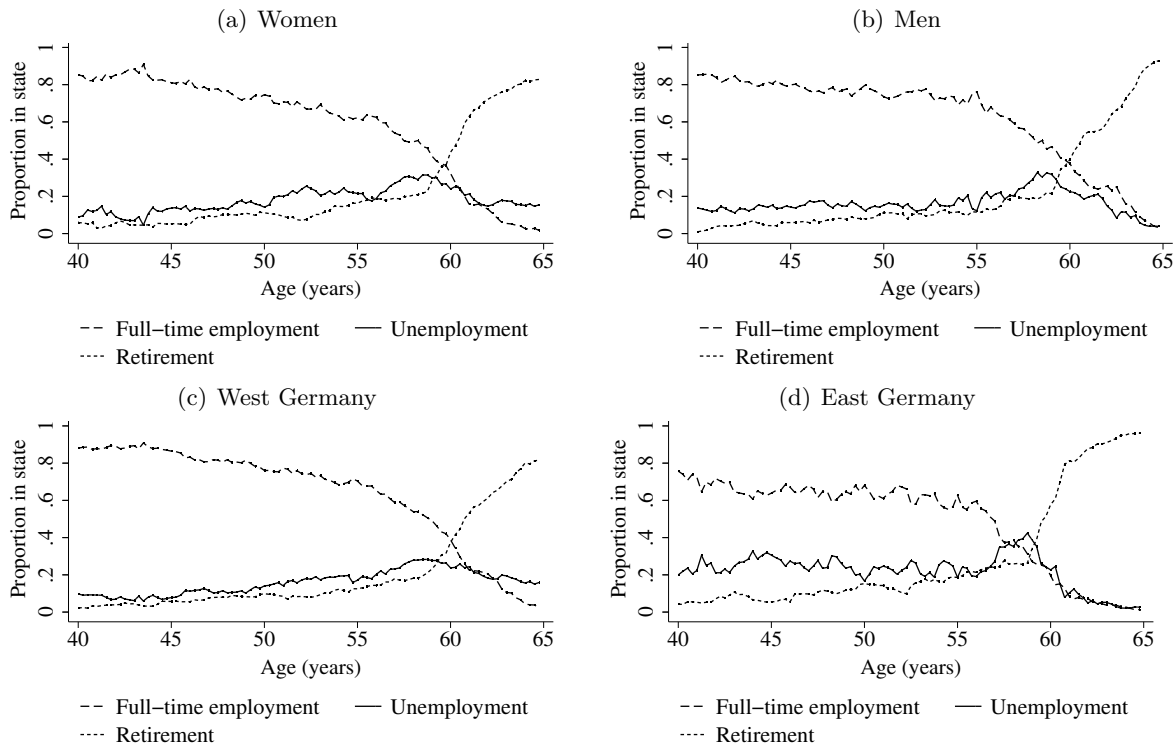 (a) Women
(b) Men
Proportion in state
0 .2 .4 .6 .8 1
40 45 50 55 60 65
Age (years)
Full−time employment Unemployment
Retirement
Proportion in state
0 .2 .4 .6 .8 1
40 45 50 55 60 65
Age (years)
Full−time employment Unemployment
Retirement
(c) West Germany
(d) East Germany
Proportion in state
0 .2 .4 .6 .8 1
40 45 50 55 60 65
Age (years)
Full−time employment Unemployment
Retirement
Proportion in state
0 .2 .4 .6 .8 1
40 45 50 55 60 65
Age (years)
Full−time employment Unemployment
Retirement